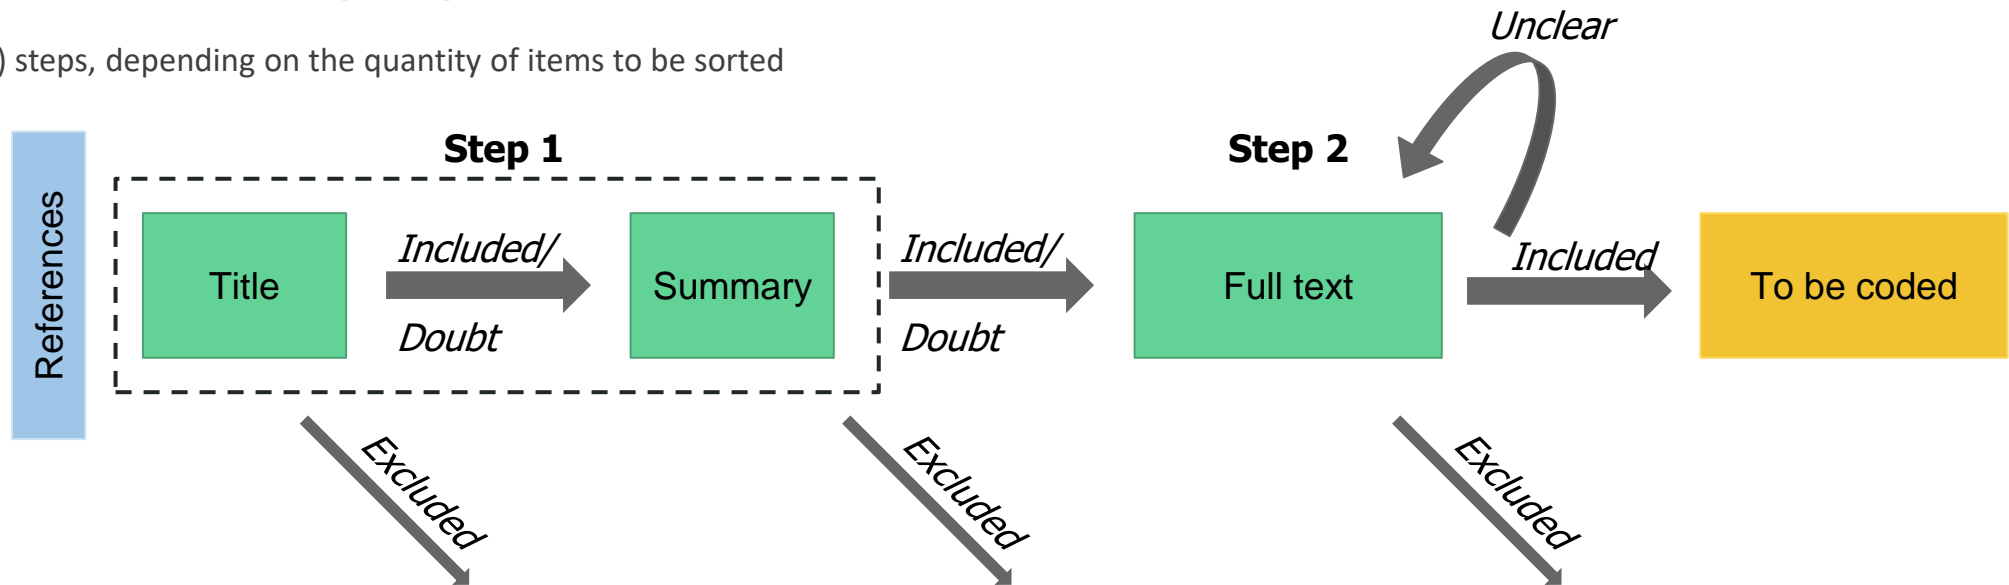 Unclear
) steps, depending on the quantity of items to be sorted
Step 1
Step 2
References
Title
Included/
Doubt
Summary
Included/
Doubt
Full text
Included
To be coded
Excluded
Excluded
Excluded